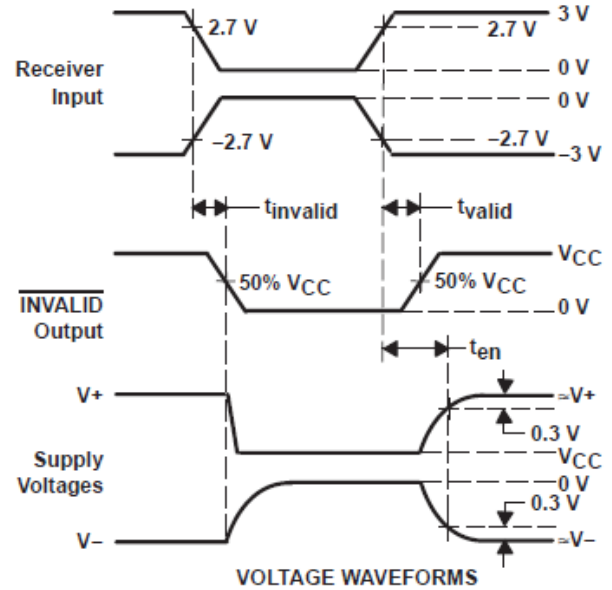 2.7 V
2.7 V
3 V
Receiver
Input
0 V
0 V
−2.7 V
−2.7 V
−3 V
tinvalid
tvalid
VCC
50% VCC
50% VCC
INVALID
Output
0 V
ten
V+
≈V+
0.3 V
Supply
Voltages
VCC
0 V
0.3 V
V−
≈V−
VOLTAGE WAVEFORMS